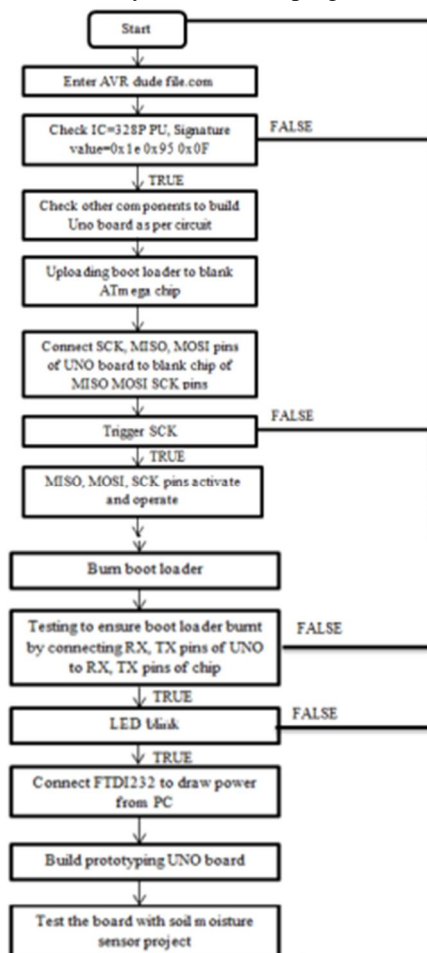 Start
Enter AVR dude file.com
Check IC=328P PU, Signature
value=0x1e 0x95 0x0F
FALSE
TRUE
Check other components to build
Uno board as per circuit
Uploading boot loader to blank
ATmega chip
Connect SCK, MISO, MOSI pins
of UNO board to blank chip of
MISO MOSI SCK pins
Trigger SCK
FALSE
TRUE
MISO, MOSI, SCK pins activate
and operate
Burn boot loader
Testing to ensure boot loader burnt
by connecting RX, TX pins of UNO
to RX, TX pins of chip
FALSE
TRUE
LED blink
FALSE
TRUE
Connect FTDI232 to draw power
from PC
Build prototyping UNO board
Test the board with soil moisture
sensor project